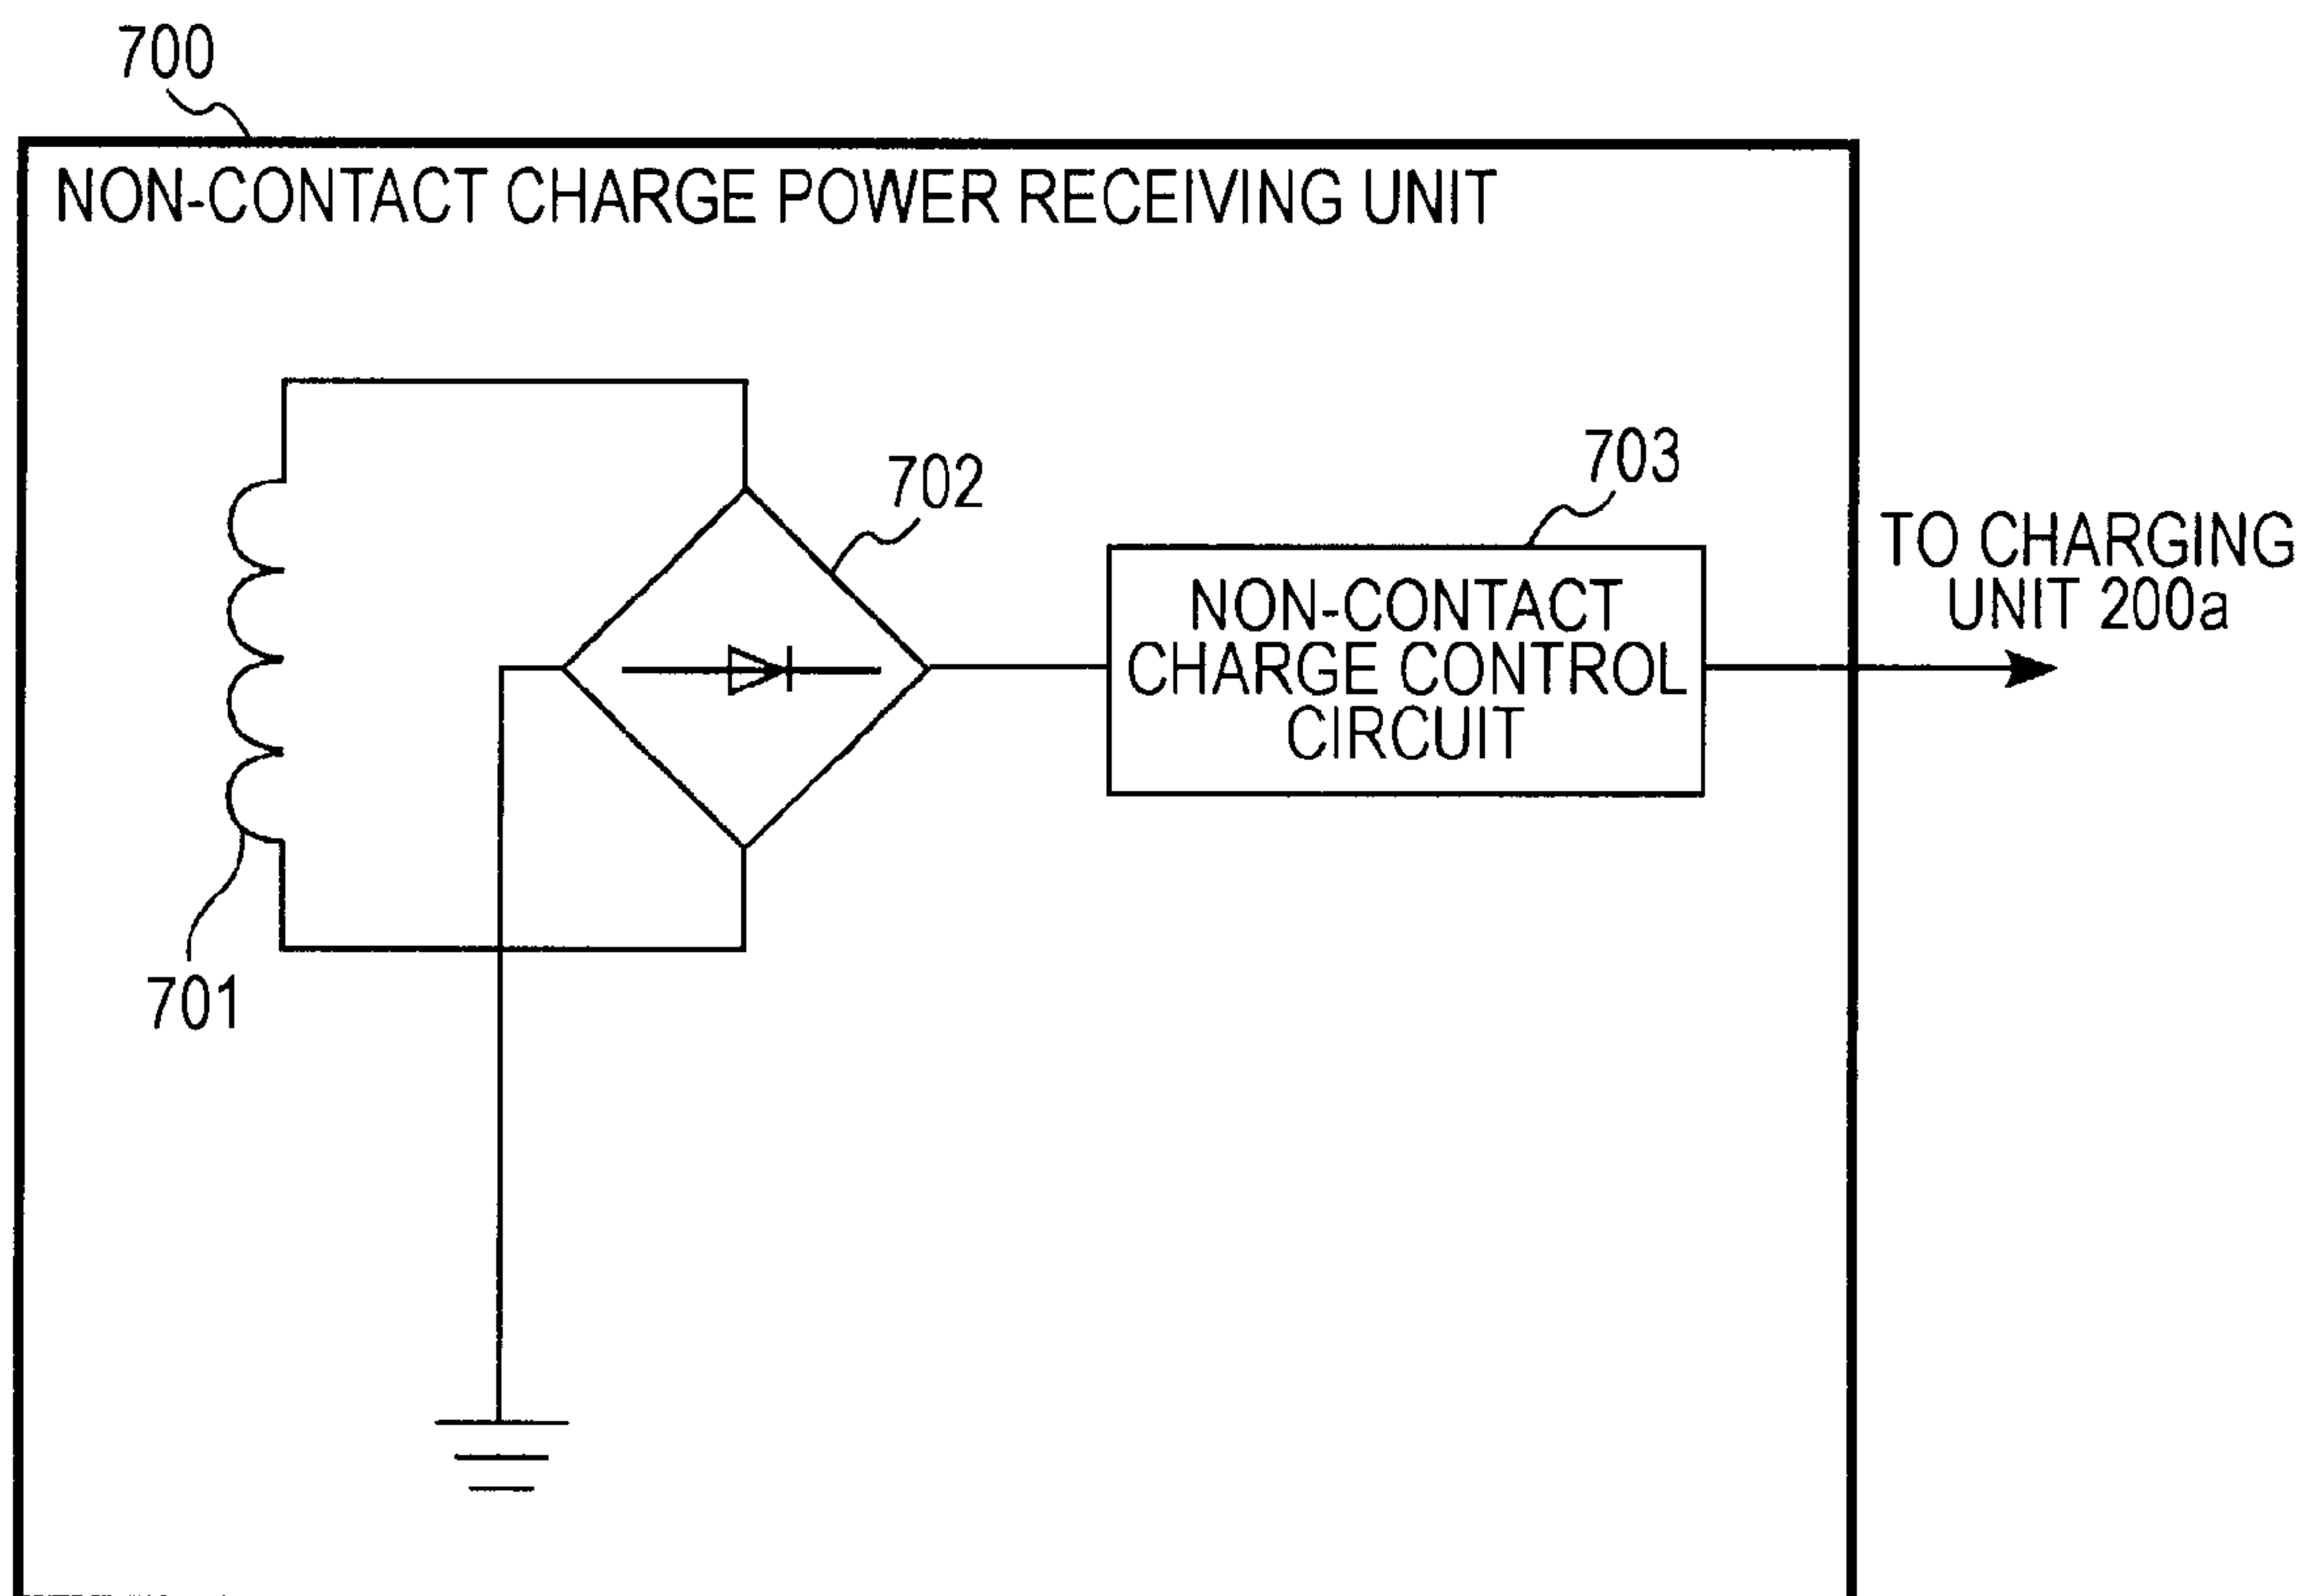 700
NON-CONTACT CHARGE POWER RECEIVING UNIT
702
703
TO CHARGING
UNIT 200a
NON-CONTACT
CHARGE CONTROL
CIRCUIT
701